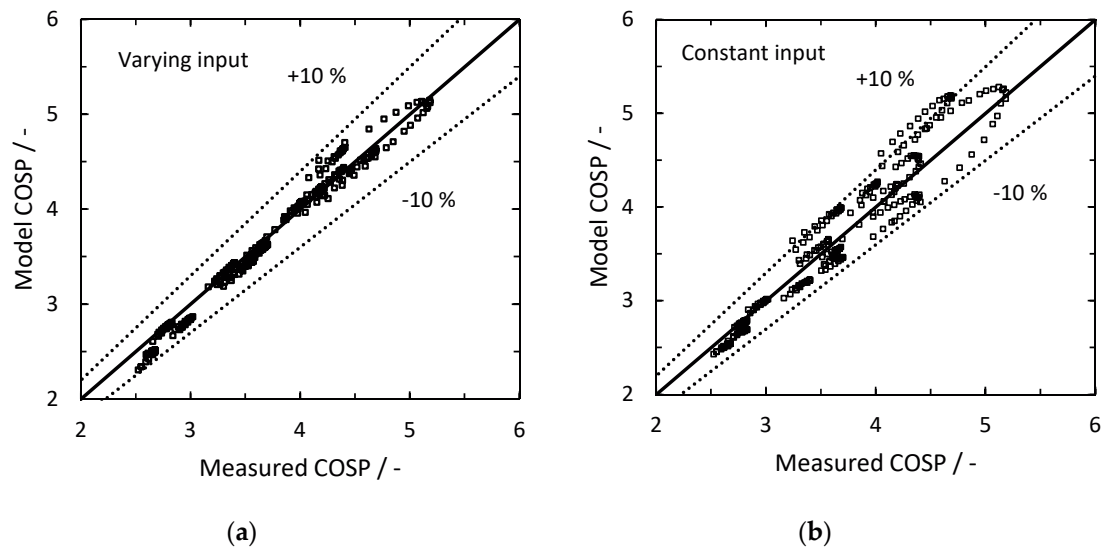 Varying input
+10 %
-10 %
Model COSP / -
6
5
4
3
2
2 3 4 5 6
Measured COSP / -
(a)
Constant input
+10 %
-10 %
Model COSP / -
6
5
4
3
2
2 3 4 5 6
Measured COSP / -
(b)